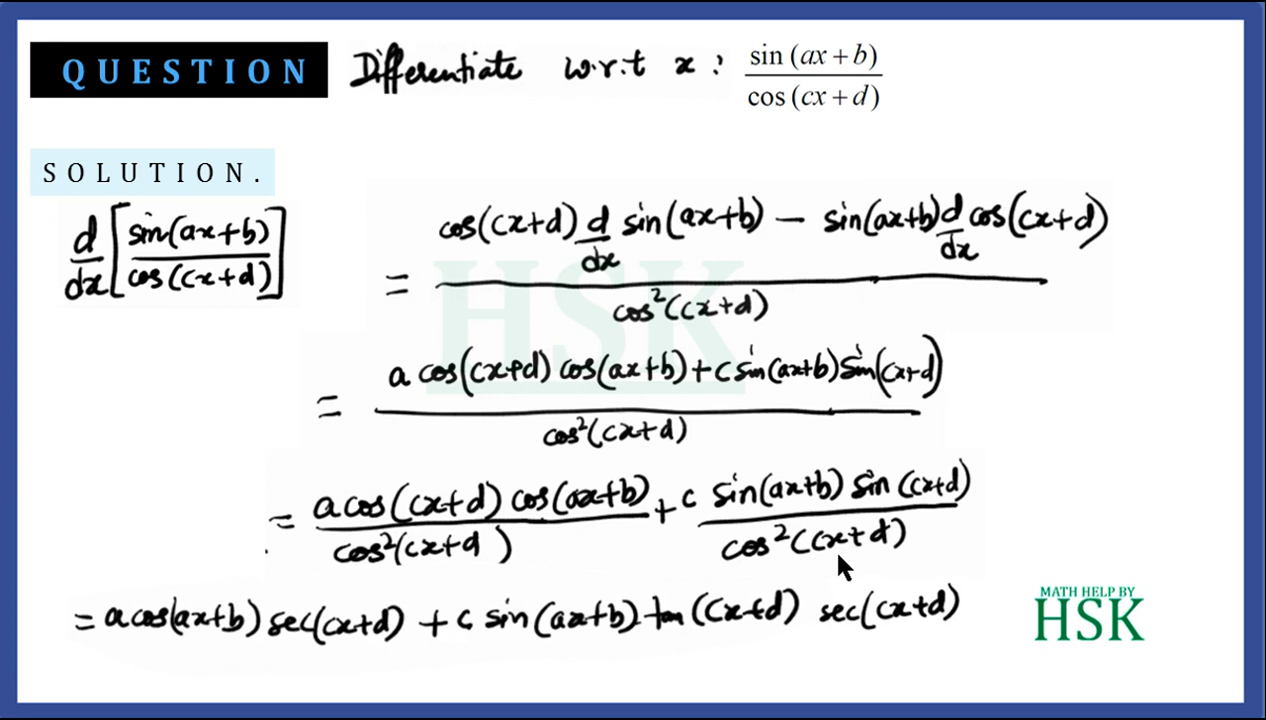 QUESTION Differentiate w.r.t x : sin (ax + b) / cos (cx + d)
SOLUTION.
d/dx [sin(ax+b) / cos(cx+d)] = (cos(cx+d) d/dx sin(ax+b) − sin(ax+b) d/dx cos(cx+d)) / cos²(cx+d)
HSK
= (a cos(cx+d) cos(ax+b) + c sin(ax+b) sin(cx+d)) / cos²(cx+d)
= a cos(cx+d) cos(ax+b) / cos²(cx+d) + c sin(ax+b) sin(cx+d) / cos²(cx+d)
= a cos(ax+b) sec(cx+d) + c sin(ax+b) tan(cx+d) sec(cx+d)
MATH HELP BY
HSK